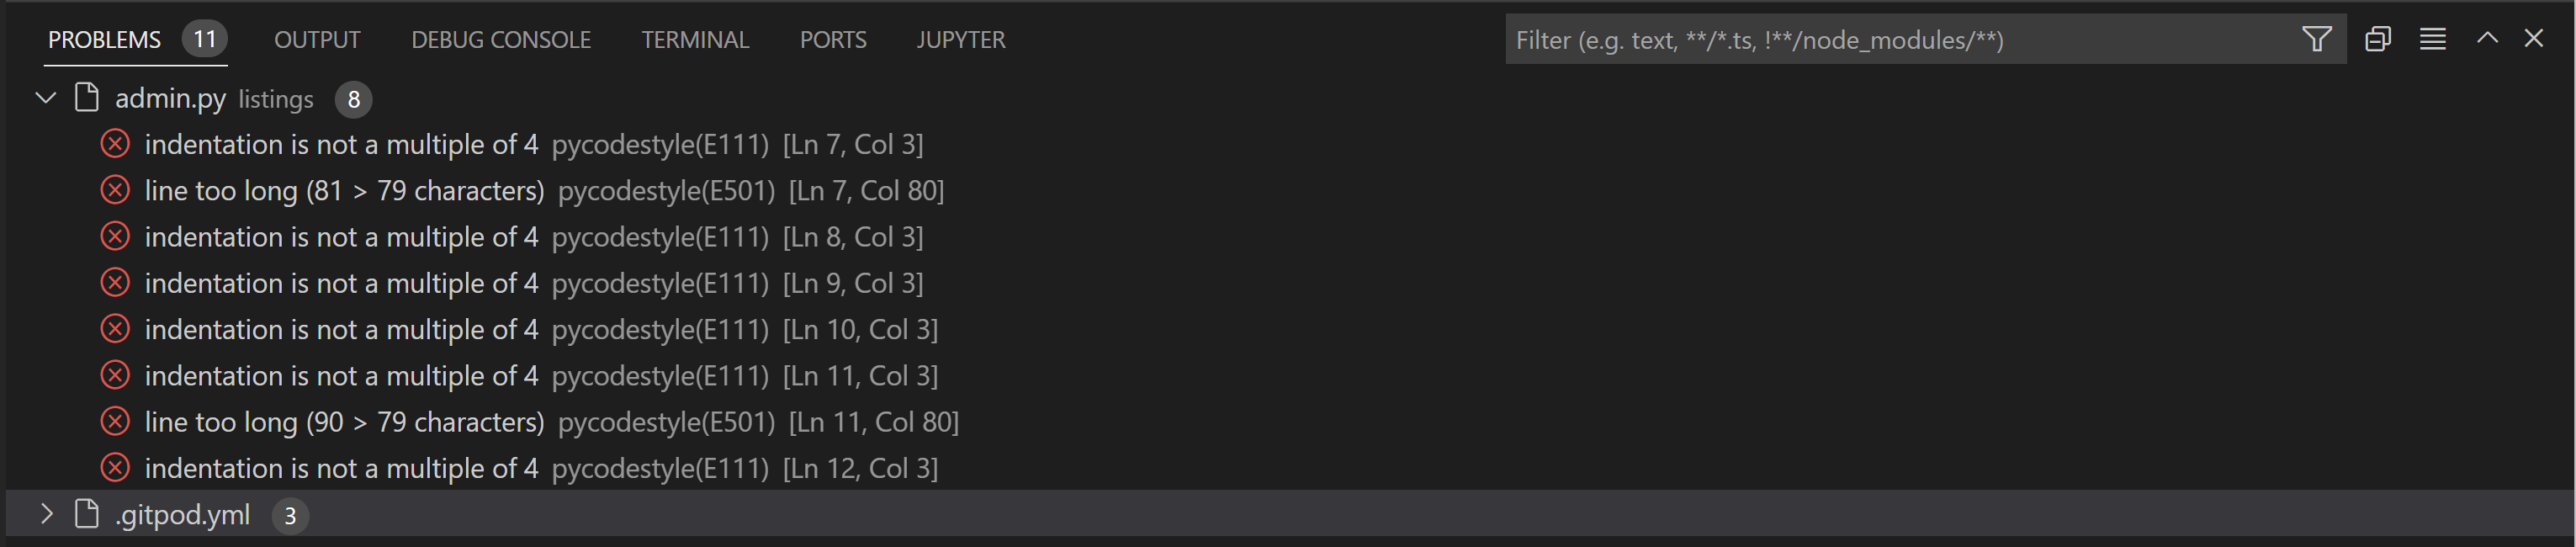 PROBLEMS 11 OUTPUT DEBUG CONSOLE TERMINAL PORTS JUPYTER Filter (e.g. text, **/*.ts, !**/node_modules/**)
admin.py listings 8
indentation is not a multiple of 4 pycodestyle(E111) [Ln 7, Col 3]
line too long (81 > 79 characters) pycodestyle(E501) [Ln 7, Col 80]
indentation is not a multiple of 4 pycodestyle(E111) [Ln 8, Col 3]
indentation is not a multiple of 4 pycodestyle(E111) [Ln 9, Col 3]
indentation is not a multiple of 4 pycodestyle(E111) [Ln 10, Col 3]
indentation is not a multiple of 4 pycodestyle(E111) [Ln 11, Col 3]
line too long (90 > 79 characters) pycodestyle(E501) [Ln 11, Col 80]
indentation is not a multiple of 4 pycodestyle(E111) [Ln 12, Col 3]
.gitpod.yml 3